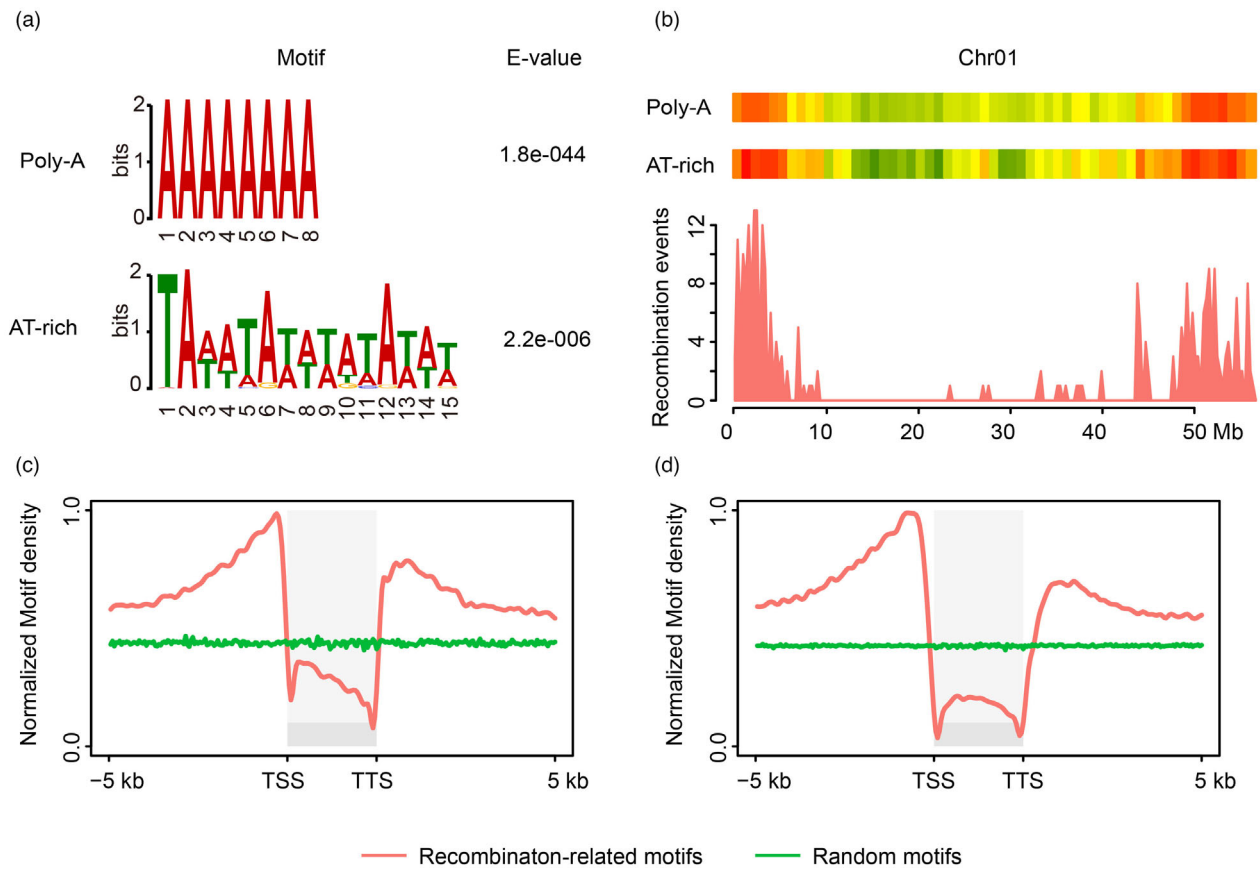 (a)
Motif
E-value
Poly-A
bits
2
1
0
AAAAAAAA
1 2 3 4 5 6 7 8
1.8e-044
AT-rich
bits
2
1
0
TAAATATATATATAT
1 2 3 4 5 6 7 8 9 10 11 12 13 14 15
2.2e-006
(b)
Chr01
Poly-A
AT-rich
Recombination events
12
8
4
0
0 10 20 30 40 50 Mb
(c)
Normalized Motif density
1.0
0.0
−5 kb TSS TTS 5 kb
(d)
Normalized Motif density
1.0
0.0
−5 kb TSS TTS 5 kb
Recombinaton-related motifs
Random motifs